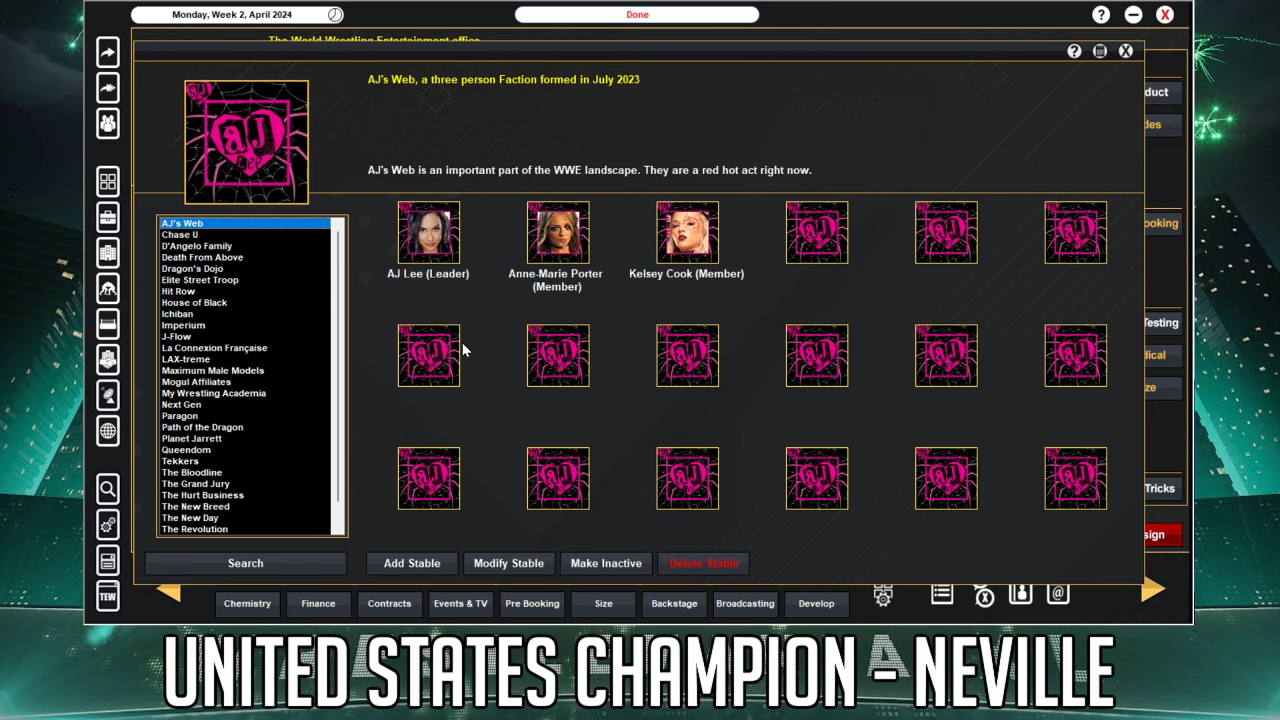 Monday, Week 2, April 2024
Done
?
X
The World Wrestling Entertainment office
?
X
AJ's Web, a three person Faction formed in July 2023
AJ's Web is an important part of the WWE landscape. They are a red hot act right now.
AJ's Web
Chase U
D'Angelo Family
Death From Above
Dragon's Dojo
Elite Street Troop
Hit Row
House of Black
Ichiban
Imperium
J-Flow
La Connexion Française
LAX-treme
Maximum Male Models
Mogul Affiliates
My Wrestling Academia
Next Gen
Paragon
Path of the Dragon
Planet Jarrett
Queendom
Tekkers
The Bloodline
The Grand Jury
The Hurt Business
The New Breed
The New Day
The Revolution
AJ Lee (Leader)
Anne-Marie Porter
(Member)
Kelsey Cook (Member)
duct
les
ooking
Testing
dical
ze
Tricks
sign
Search
Add Stable
Modify Stable
Make Inactive
Delete Stable
TEW
Chemistry
Finance
Contracts
Events & TV
Pre Booking
Size
Backstage
Broadcasting
Develop
UNITED STATES CHAMPION - NEVILLE